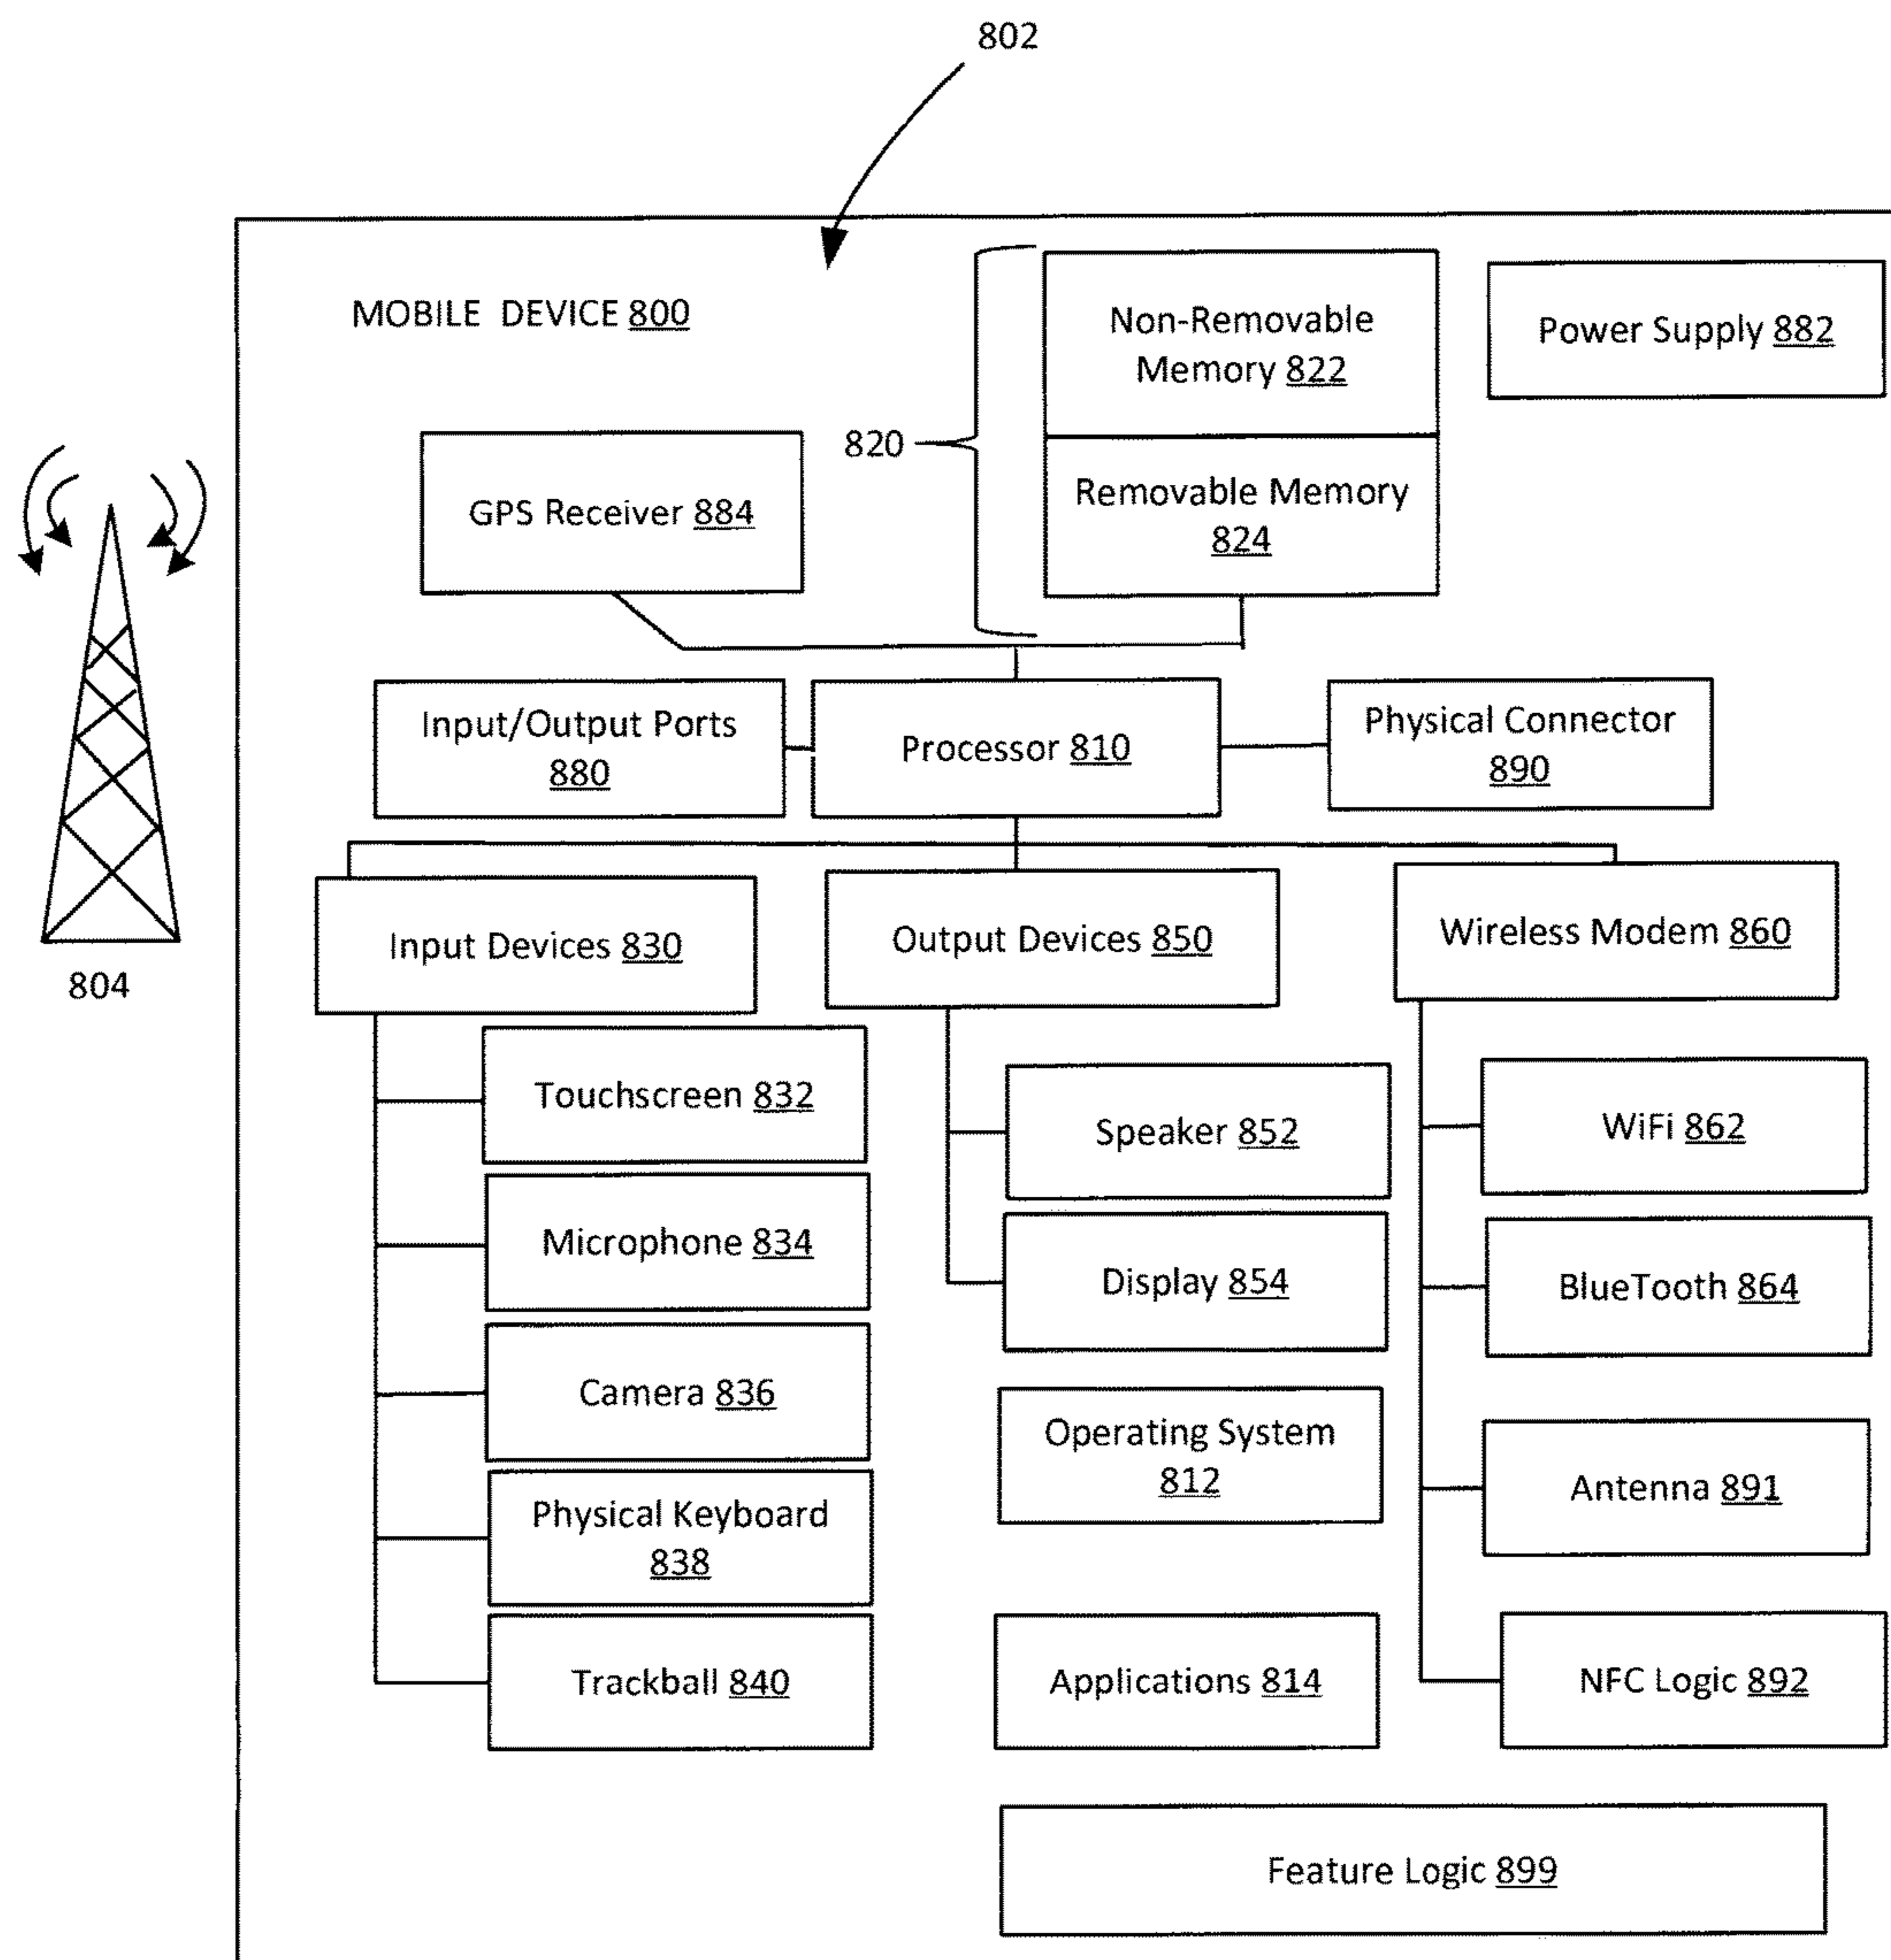 802
MOBILE DEVICE 800
Non-Removable
Memory 822
Power Supply 882
820
GPS Receiver 884
Removable Memory
824
Input/Output Ports
880
Processor 810
Physical Connector
890
Input Devices 830
Output Devices 850
Wireless Modem 860
804
Touchscreen 832
Speaker 852
WiFi 862
Microphone 834
Display 854
BlueTooth 864
Camera 836
Operating System
812
Antenna 891
Physical Keyboard
838
Trackball 840
Applications 814
NFC Logic 892
Feature Logic 899